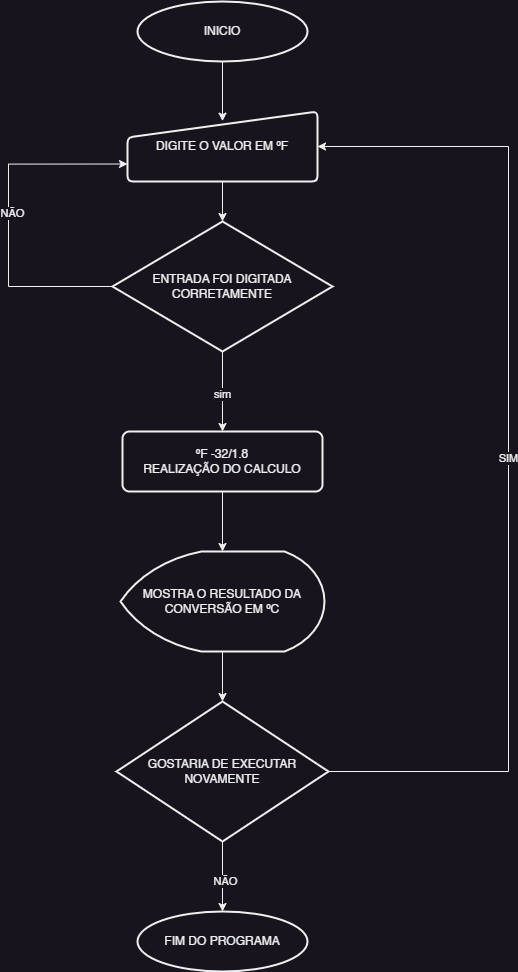 INICIO
DIGITE O VALOR EM ºF
NÃO
ENTRADA FOI DIGITADA
CORRETAMENTE
sim
ºF -32/1.8
REALIZAÇÃO DO CALCULO
SIM
MOSTRA O RESULTADO DA
CONVERSÃO EM ºC
GOSTARIA DE EXECUTAR
NOVAMENTE
NÃO
FIM DO PROGRAMA